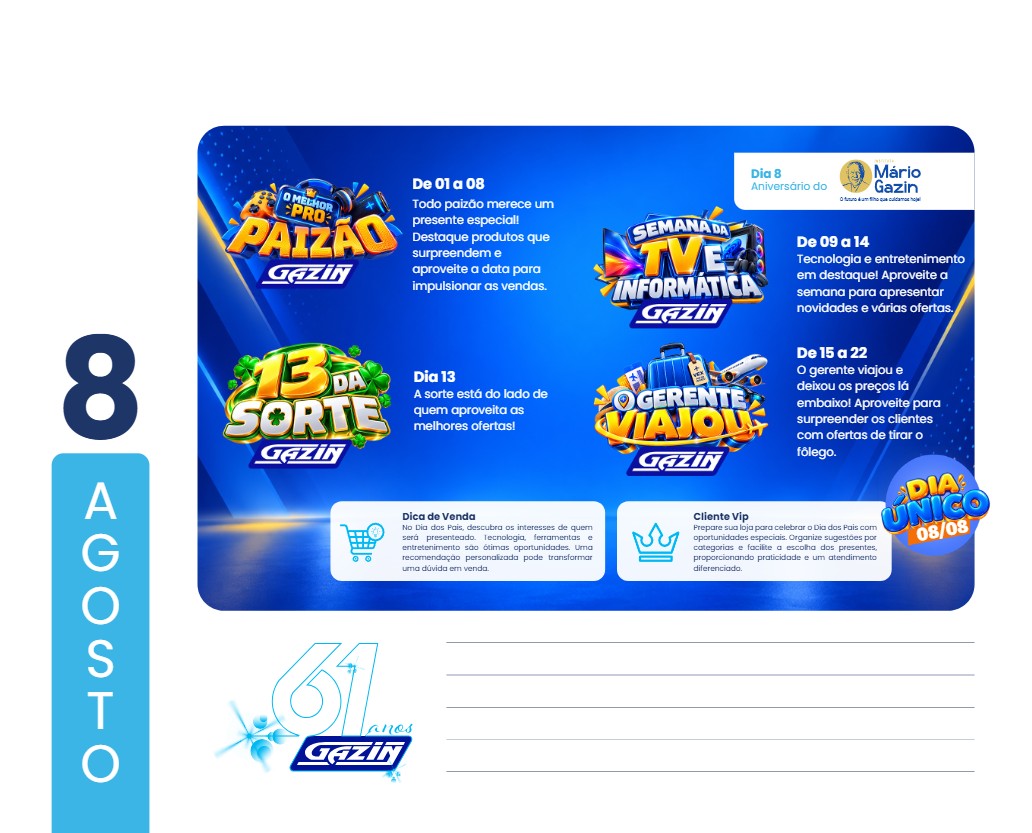 8
AGOSTO
O MELHOR
PRO
PAIZÃO
GAZIN
De 01 a 08
Todo paizão merece um
presente especial!
Destaque produtos que
surpreendem e
aproveite a data para
impulsionar as vendas.
Dia 8
Aniversário do
Mário
Gazin
O futuro é um filho que cuidamos hoje!
SEMANA DA
TV E
INFORMÁTICA
GAZIN
De 09 a 14
Tecnologia e entretenimento
em destaque! Aproveite a
semana para apresentar
novidades e várias ofertas.
13 DA
SORTE
GAZIN
Dia 13
A sorte está do lado de
quem aproveita as
melhores ofertas!
O GERENTE
VIAJOU
GAZIN
De 15 a 22
O gerente viajou e
deixou os preços lá
embaixo! Aproveite para
surpreender os clientes
com ofertas de tirar o
fôlego.
DIA
ÚNICO
08/08
Dica de Venda
No Dia dos Pais, descubra os interesses de quem
será presenteado. Tecnologia, ferramentas e
entretenimento são ótimas oportunidades. Uma
recomendação personalizada pode transformar
uma dúvida em venda.
Cliente Vip
Prepare sua loja para celebrar o Dia dos Pais com
oportunidades especiais. Organize sugestões por
categorias e facilite a escolha dos presentes,
proporcionando praticidade e um atendimento
diferenciado.
61
anos
GAZIN